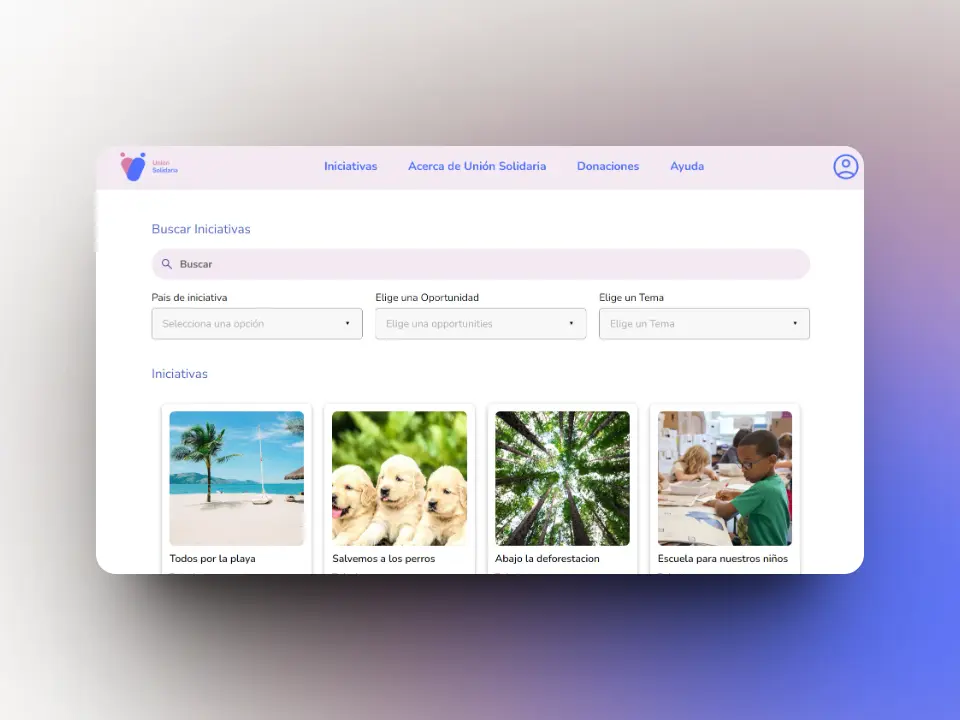 Unión
Solidaria
Iniciativas
Acerca de Unión Solidaria
Donaciones
Ayuda
Buscar Iniciativas
Buscar
Pais de iniciativa
Elige una Oportunidad
Elige un Tema
Selecciona una opción
Elige una opportunities
Elige un Tema
Iniciativas
Todos por la playa
Salvemos a los perros
Abajo la deforestacion
Escuela para nuestros niños